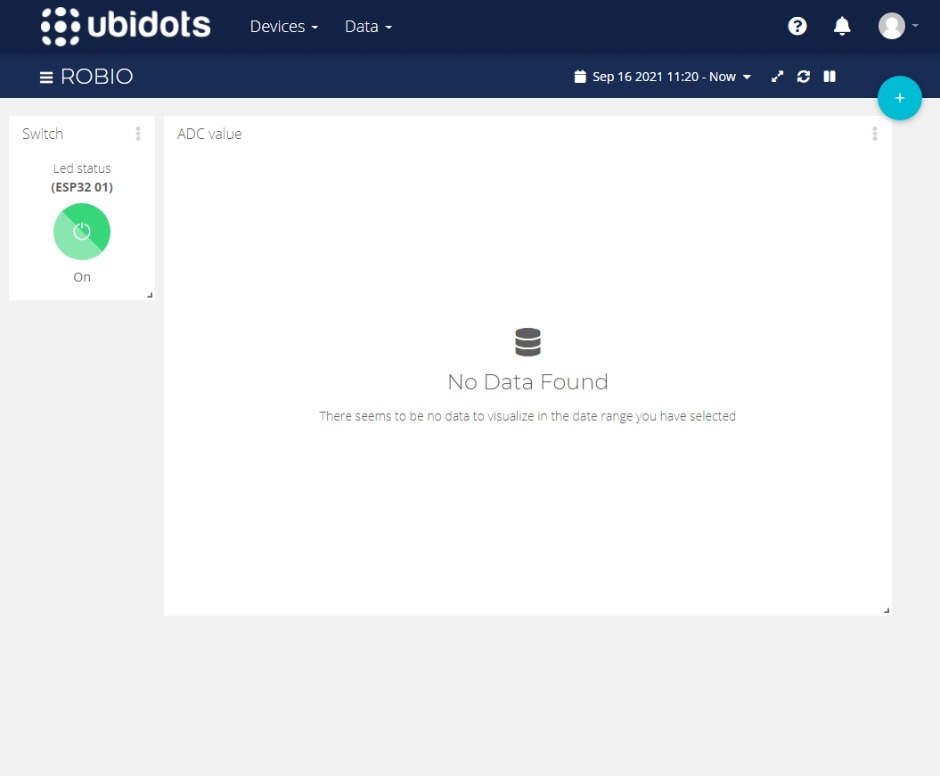 ubidots
Devices
Data
ROBIO
Sep 16 2021 11:20 - Now
Switch
Led status
(ESP32 01)
On
ADC value
No Data Found
There seems to be no data to visualize in the date range you have selected